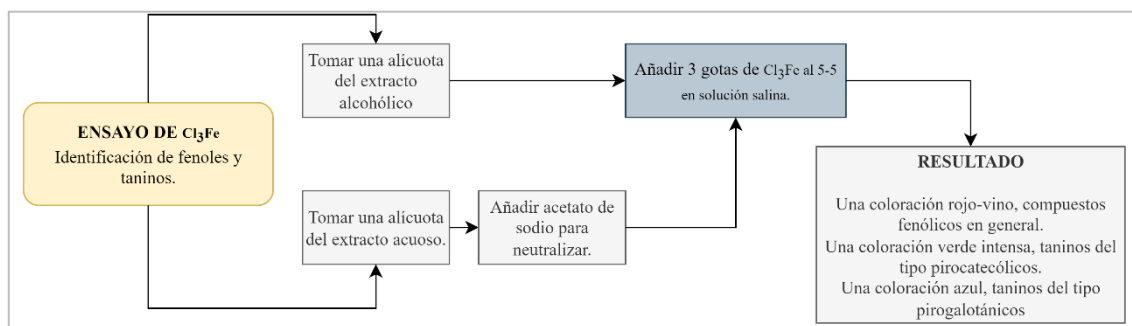 ENSAYO DE Cl₃Fe
Identificación de fenoles y
taninos.
Tomar una alícuota
del extracto
alcohólico
Tomar una alícuota
del extracto acuoso.
Añadir acetato de
sodio para
neutralizar.
Añadir 3 gotas de Cl₃Fe al 5-5
en solución salina.
RESULTADO
Una coloración rojo-vino, compuestos
fenólicos en general.
Una coloración verde intensa, taninos del
tipo pirocatecólicos.
Una coloración azul, taninos del tipo
pirogalotánicos